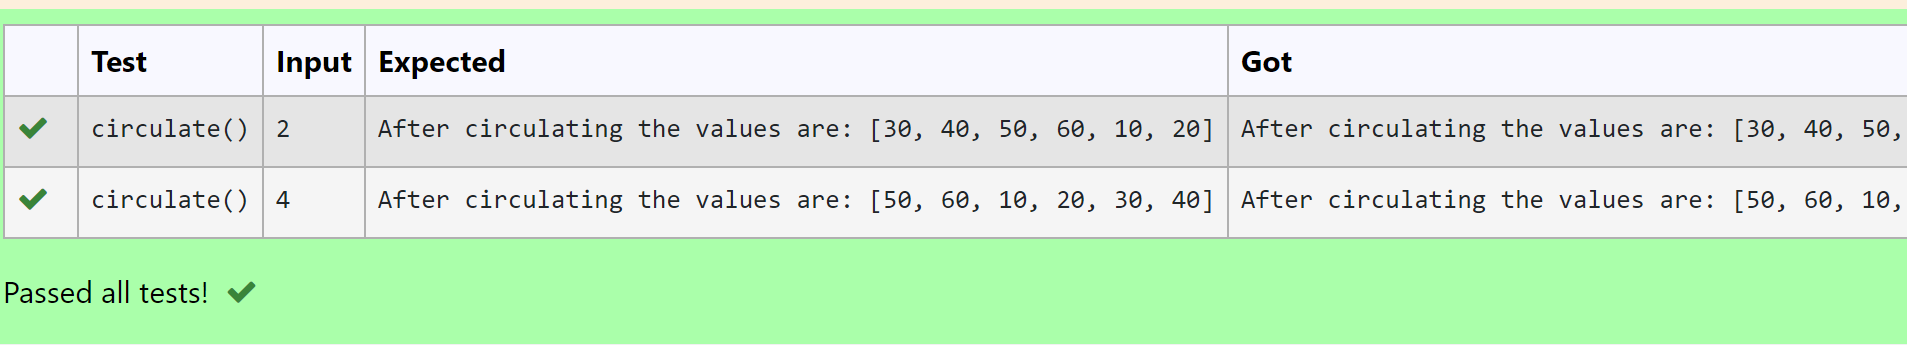 Test Input Expected Got
circulate() 2 After circulating the values are: [30, 40, 50, 60, 10, 20] After circulating the values are: [30, 40, 50,
circulate() 4 After circulating the values are: [50, 60, 10, 20, 30, 40] After circulating the values are: [50, 60, 10,
Passed all tests!